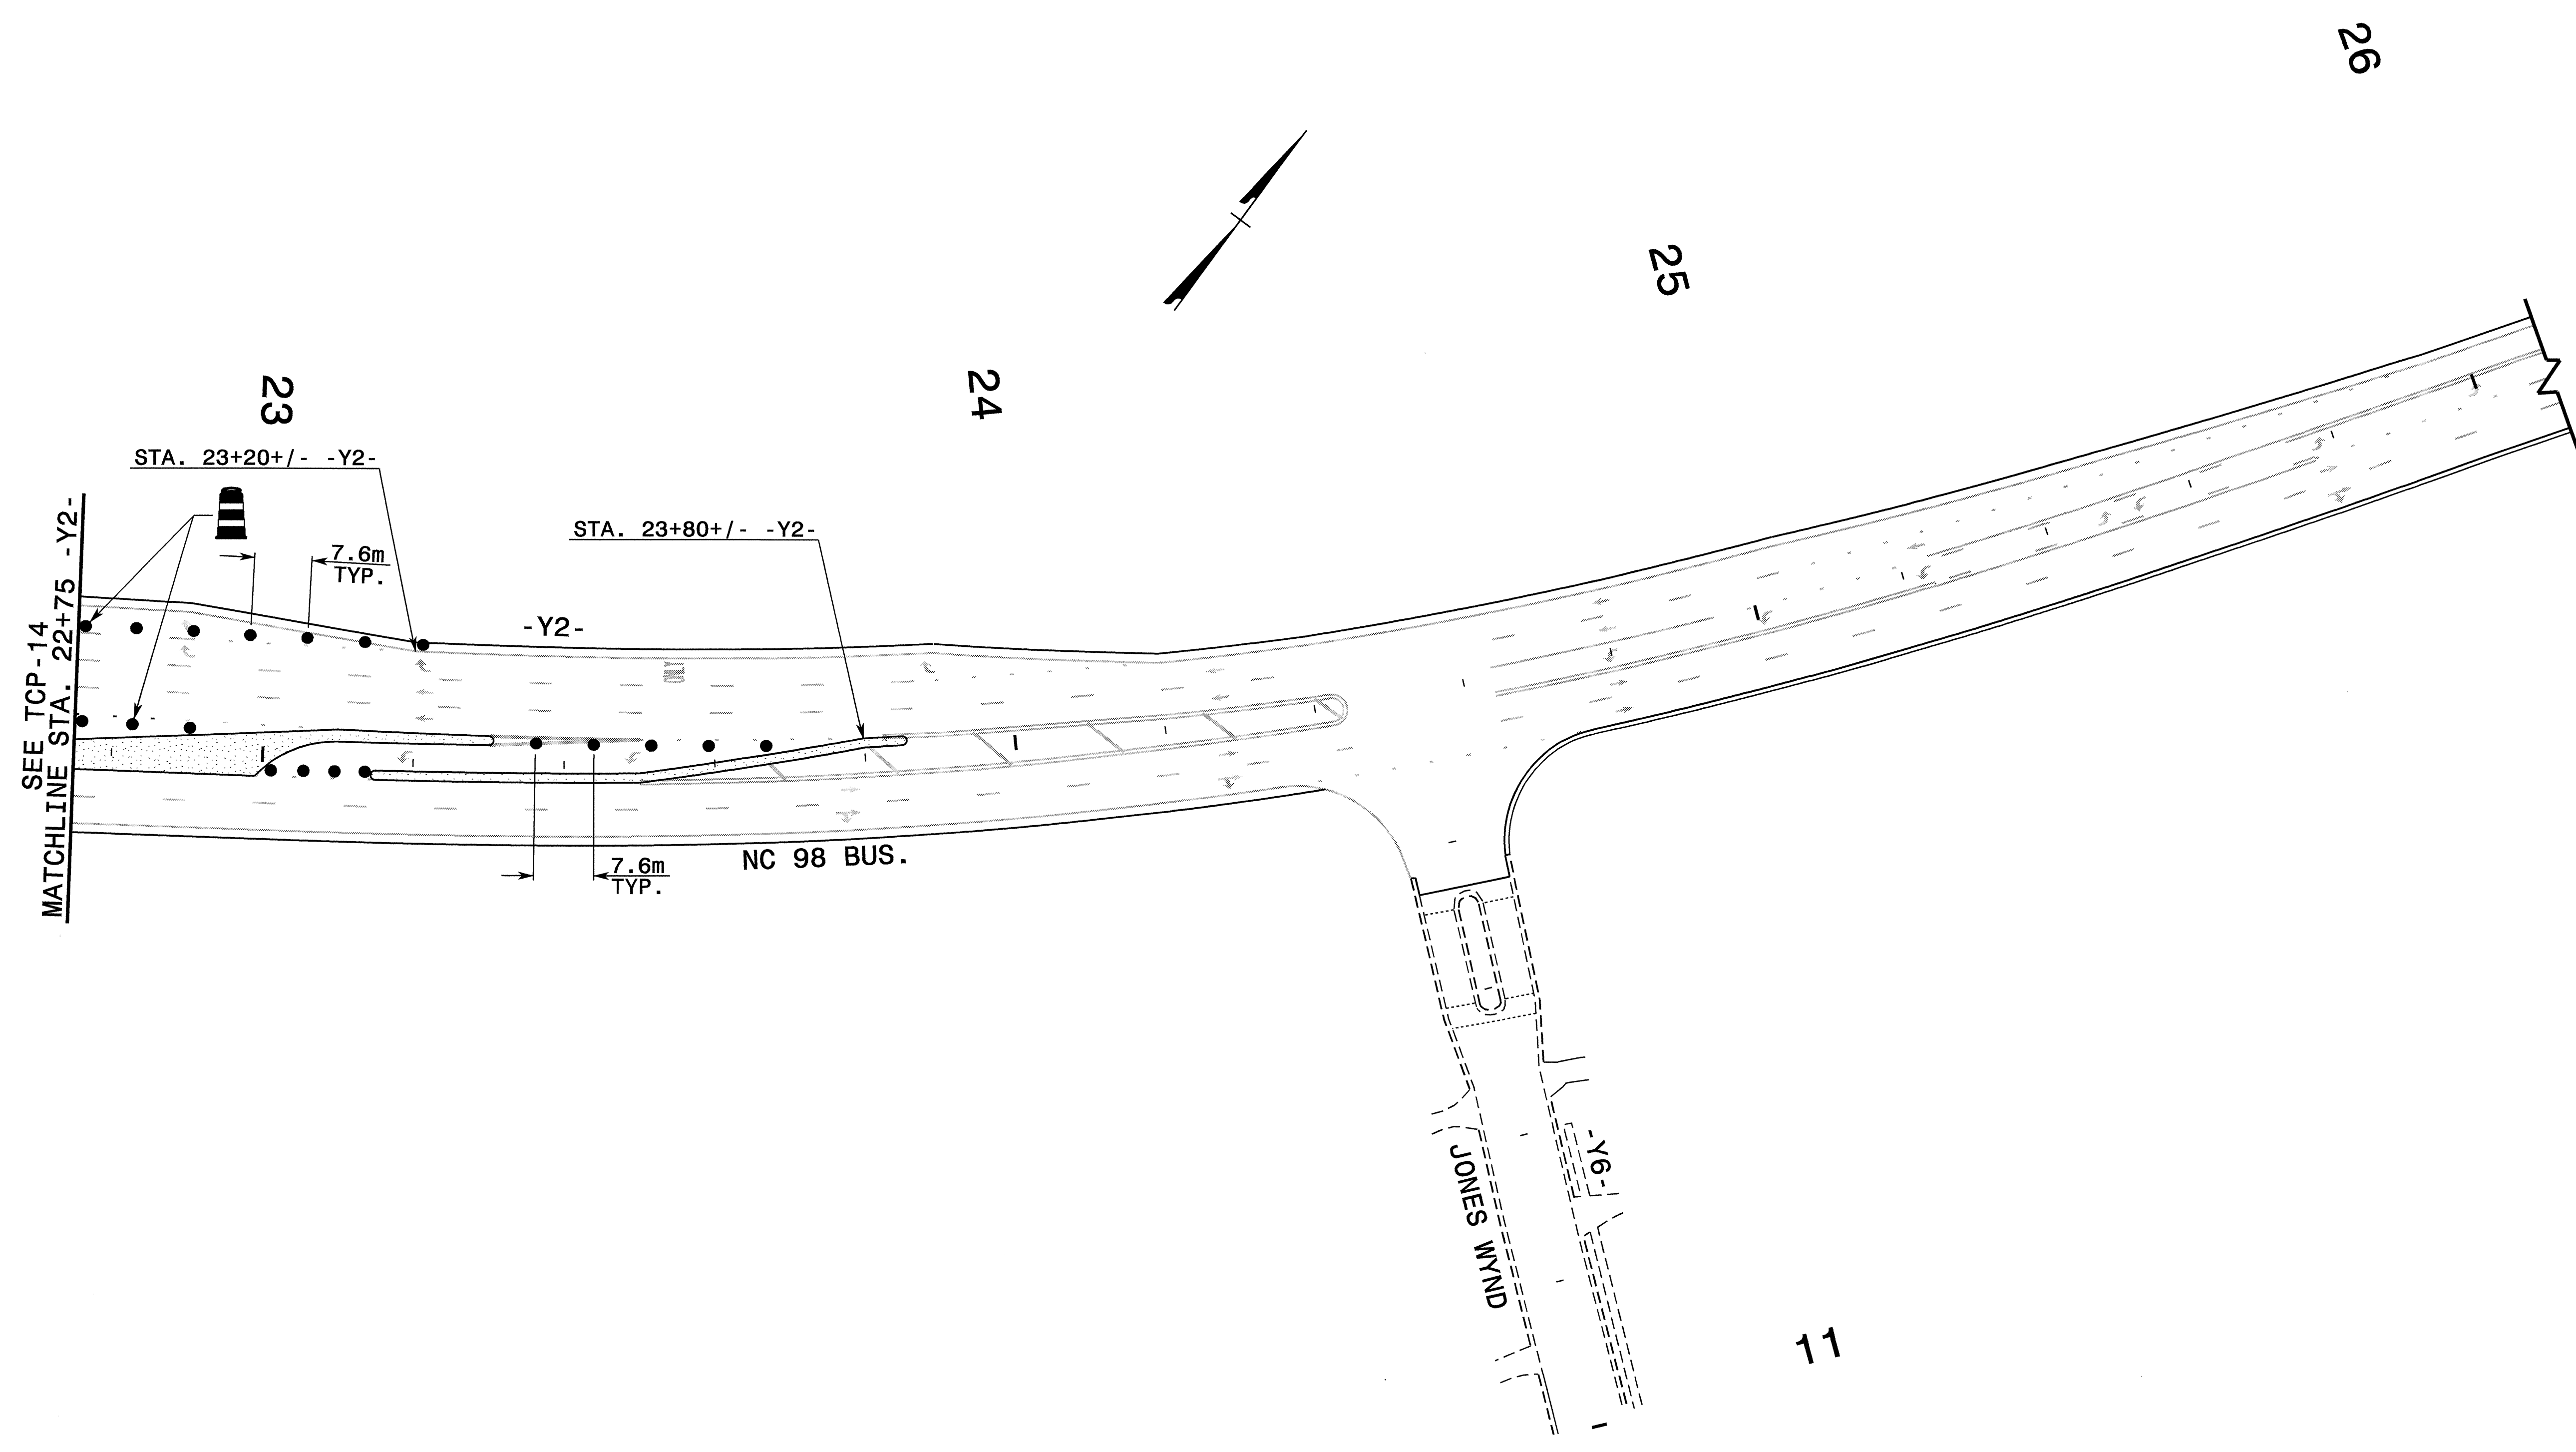 26
25
24
23
STA. 23+20+/- -Y2-
STA. 23+80+/- -Y2-
7.6m
TYP.
SEE TCP-14
MATCHLINE STA. 22+75 -Y2-
-Y2-
ONLY
7.6m
TYP.
NC 98 BUS.
JONES WYND
-Y6-
11